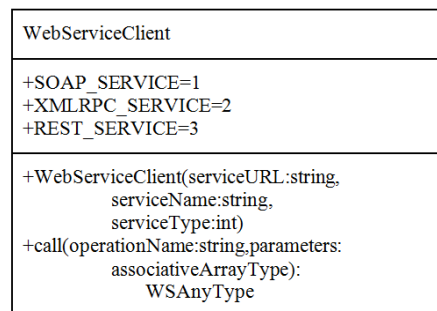 WebServiceClient
+SOAP_SERVICE=1
+XMLRPC_SERVICE=2
+REST_SERVICE=3
+WebServiceClient(serviceURL:string,
serviceName:string,
serviceType:int)
+call(operationName:string,parameters:
associativeArrayType):
WSAnyType